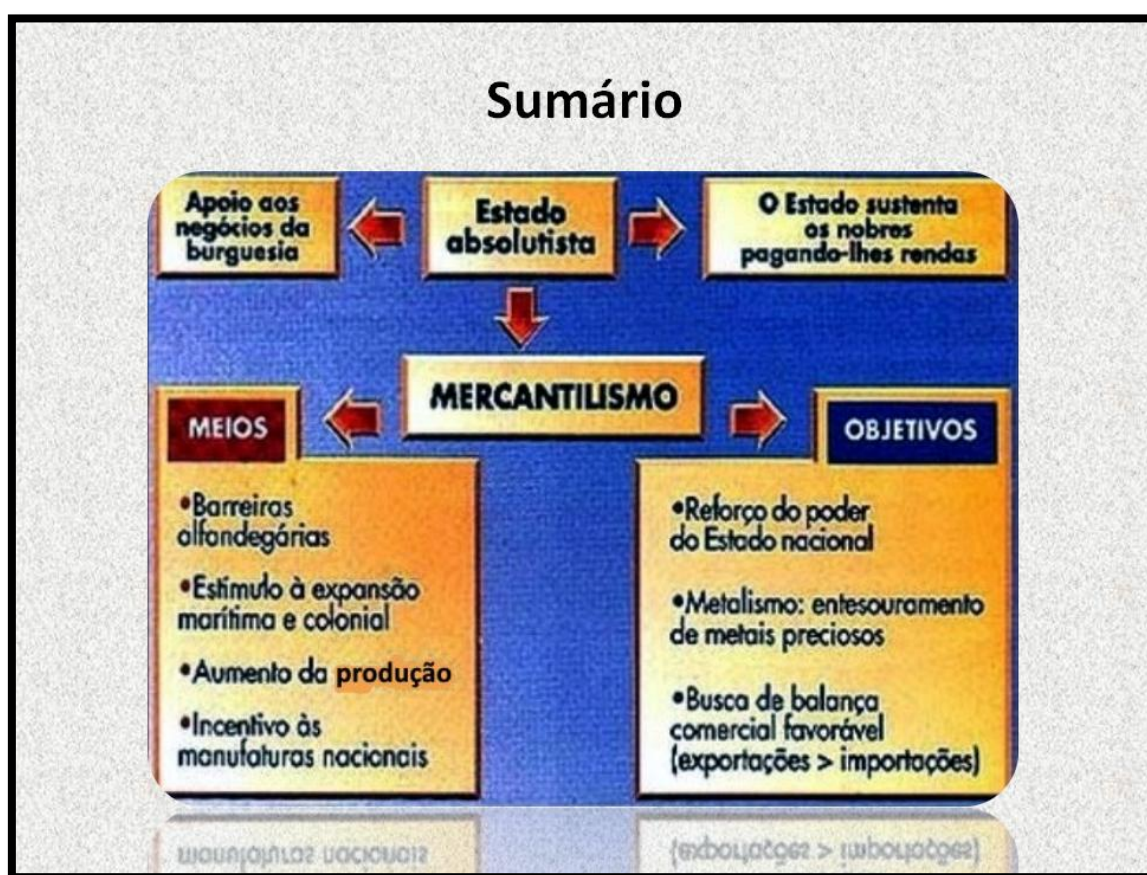 Sumário
Apoio aos
negócios da
burguesia
Estado
absolutista
O Estado sustenta
os nobres
pagando-lhes rendas
MERCANTILISMO
MEIOS
•Barreiras
alfandegárias
•Estímulo à expansão
marítima e colonial
•Aumento da produção
•Incentivo às
manufaturas nacionais
OBJETIVOS
•Reforço do poder
do Estado nacional
•Metalismo: entesouramento
de metais preciosos
•Busca de balança
comercial favorável
(exportações > importações)